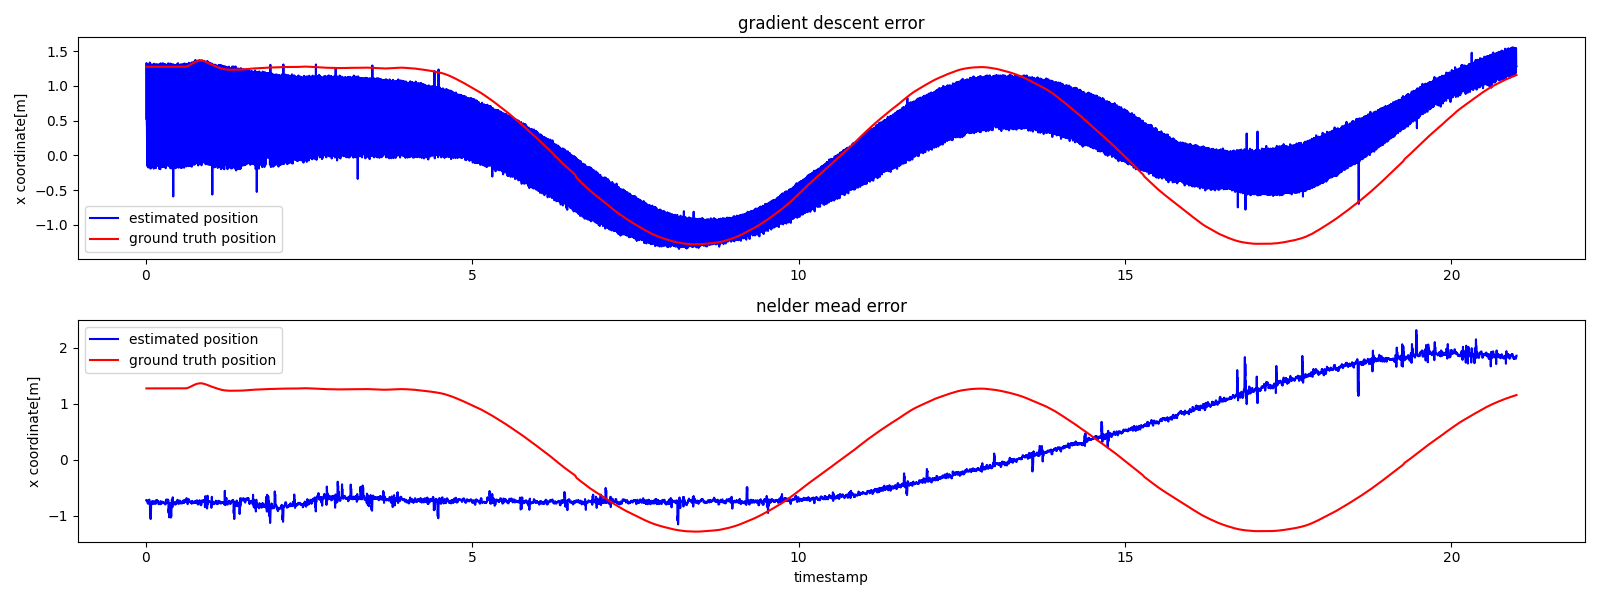 gradient descent error
x coordinate[m]
1.5
1.0
0.5
0.0
−0.5
−1.0
estimated position
ground truth position
0
5
10
15
20
nelder mead error
x coordinate[m]
2
1
0
−1
estimated position
ground truth position
0
5
10
15
20
timestamp